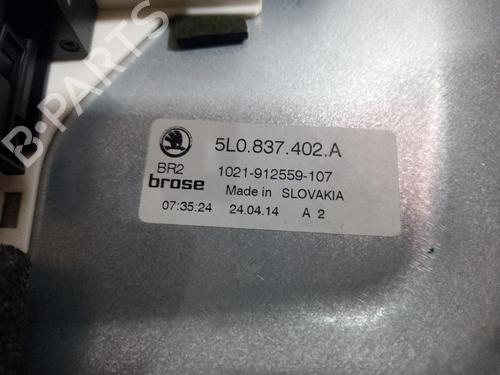 B-PARTS
5L0.837.402.A
BR2 1021-912559-107
brose Made in SLOVAKIA
07:35:24 24.04.14 A 2